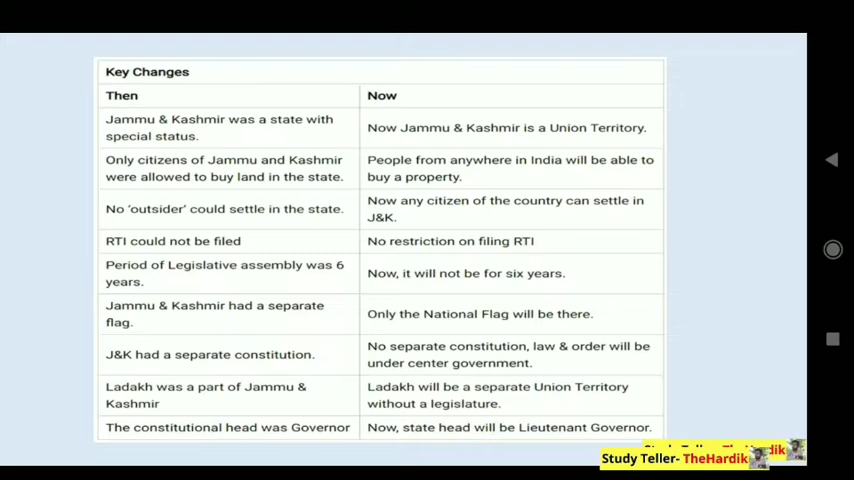 Key Changes
Then Now
Jammu & Kashmir was a state with
special status.
Now Jammu & Kashmir is a Union Territory.
Only citizens of Jammu and Kashmir
were allowed to buy land in the state.
People from anywhere in India will be able to
buy a property.
No 'outsider' could settle in the state.
Now any citizen of the country can settle in
J&K.
RTI could not be filed
No restriction on filing RTI
Period of Legislative assembly was 6
years.
Now, it will not be for six years.
Jammu & Kashmir had a separate
flag.
Only the National Flag will be there.
J&K had a separate constitution.
No separate constitution, law & order will be
under center government.
Ladakh was a part of Jammu &
Kashmir
Ladakh will be a separate Union Territory
without a legislature.
The constitutional head was Governor
Now, state head will be Lieutenant Governor.
Study Teller- TheHardik